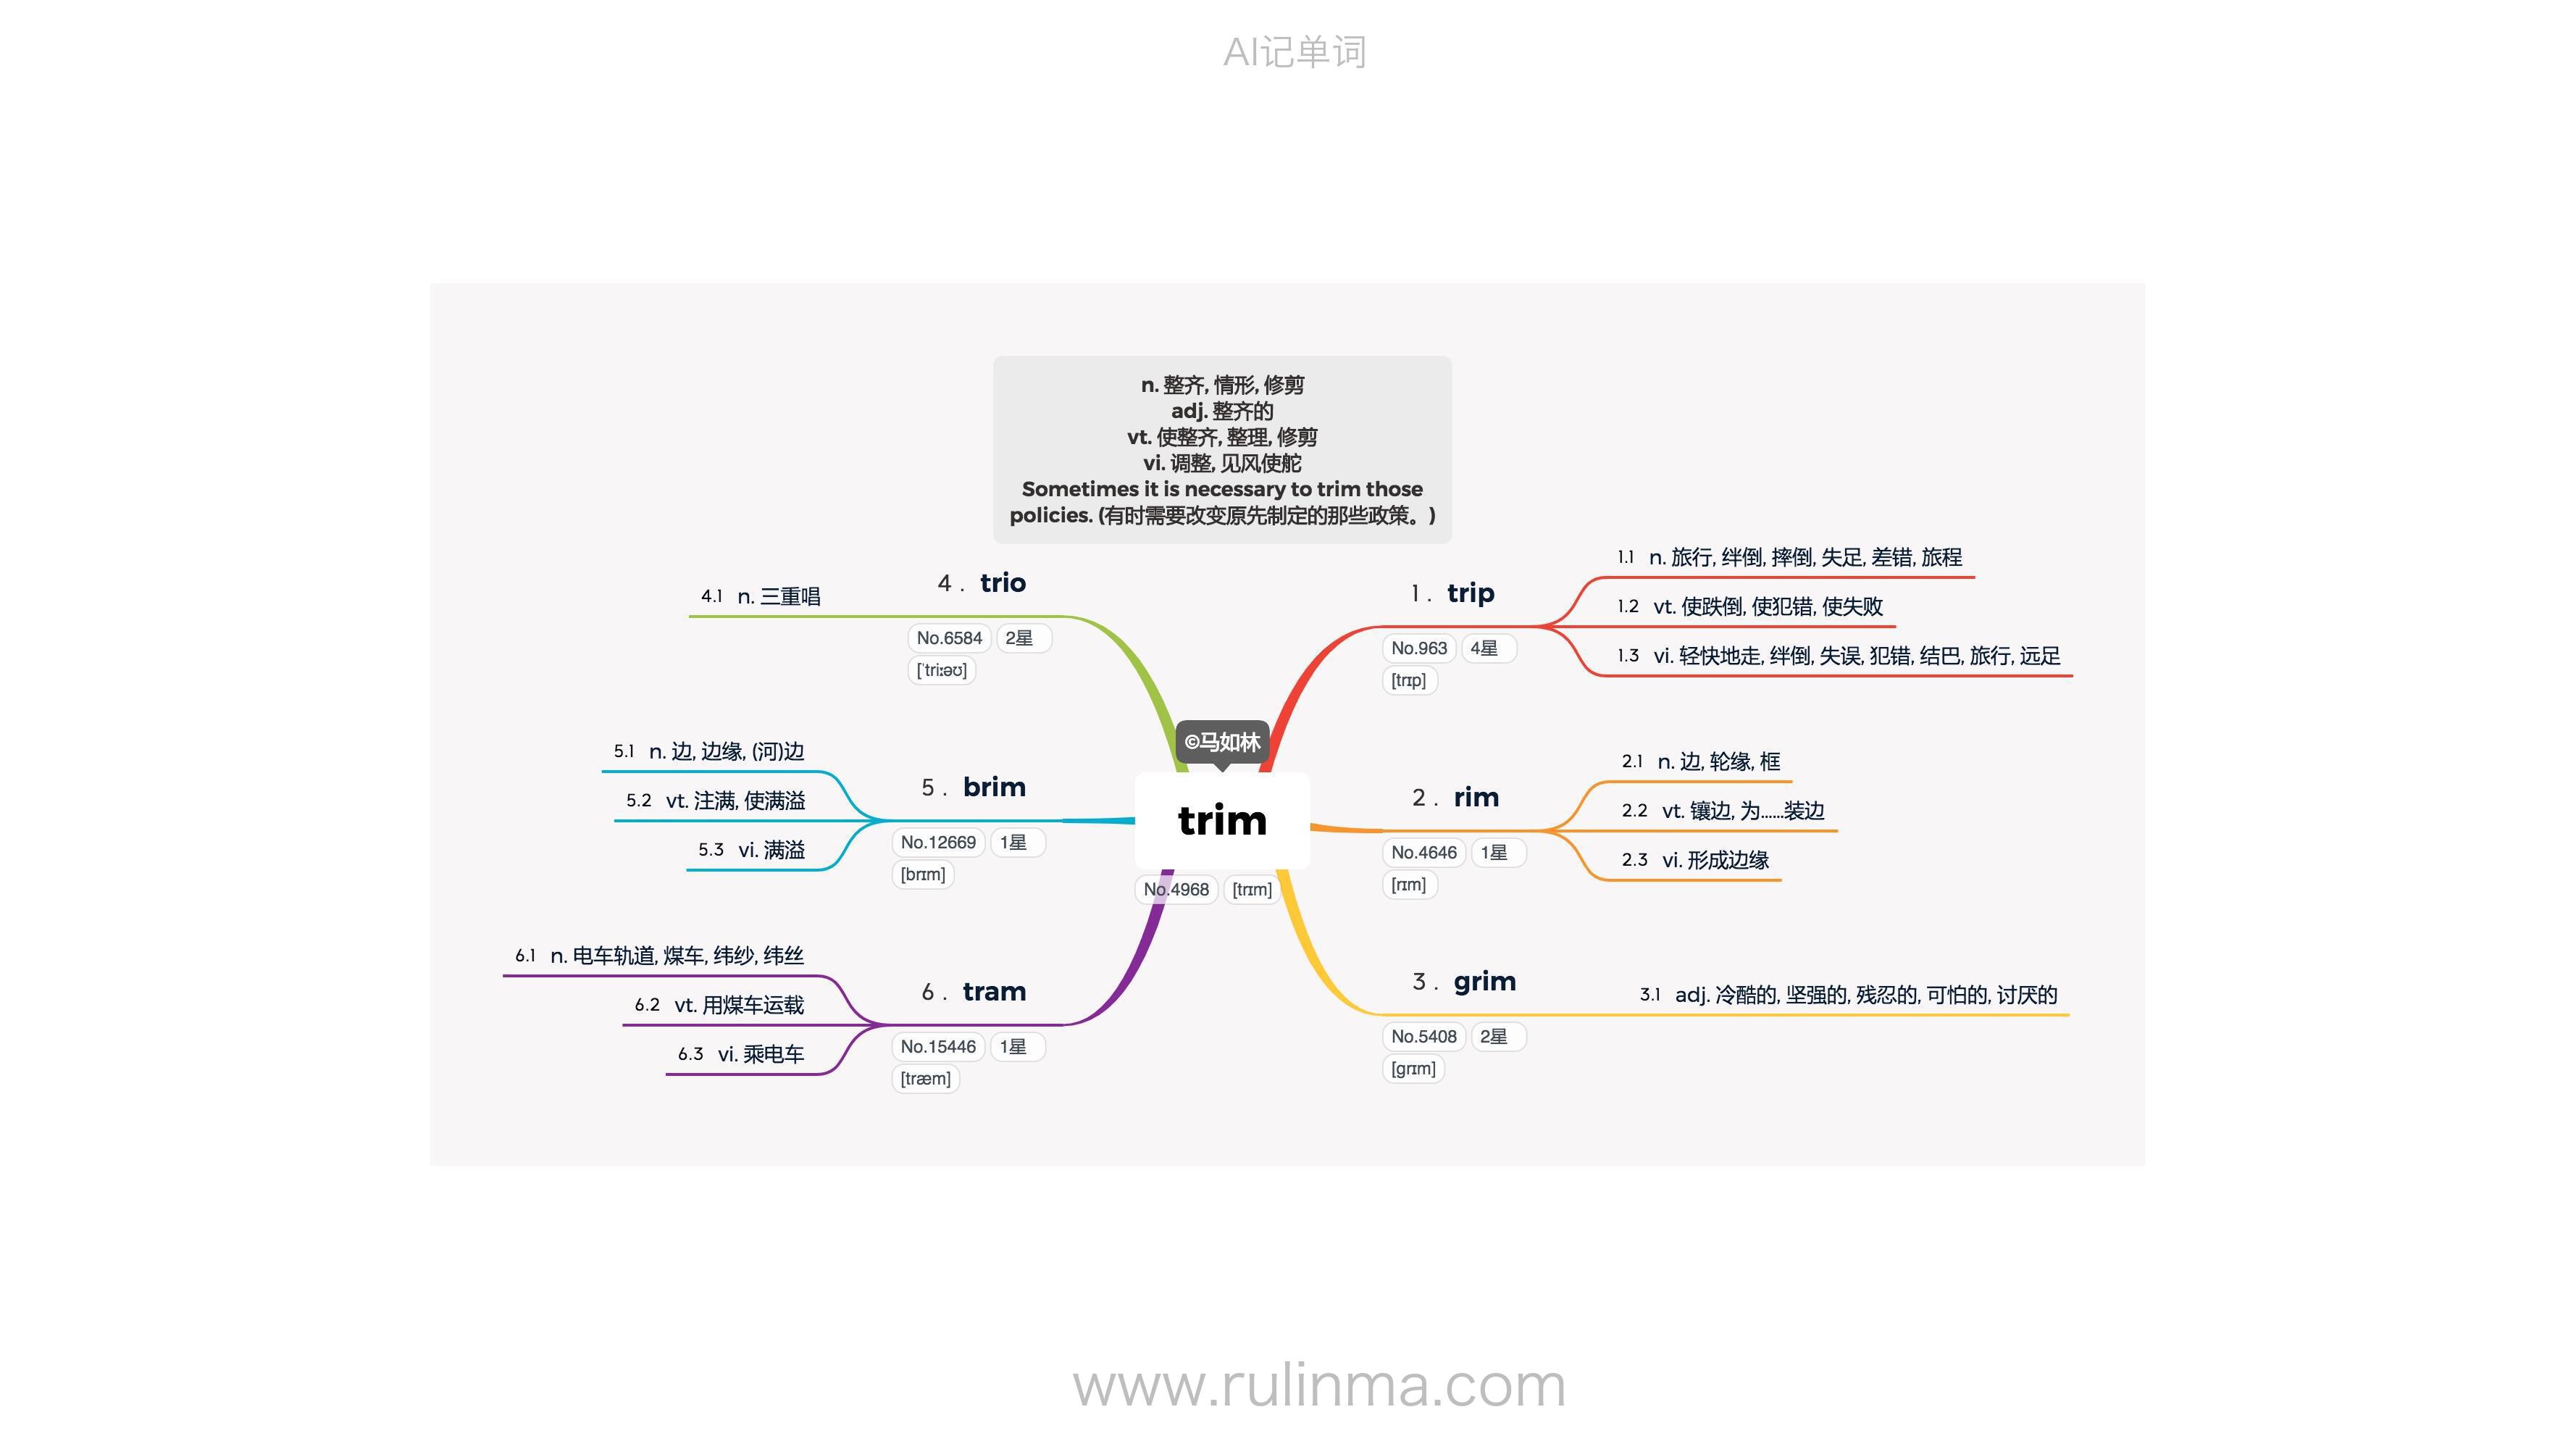 AI记单词
n. 整齐, 情形, 修剪
adj. 整齐的
vt. 使整齐, 整理, 修剪
vi. 调整, 见风使舵
Sometimes it is necessary to trim those
policies. (有时需要改变原先制定的那些政策。)
©马如林
trim
No.4968 [trɪm]
1. trip
No.963 4星
[trɪp]
1.1 n. 旅行, 绊倒, 摔倒, 失足, 差错, 旅程
1.2 vt. 使跌倒, 使犯错, 使失败
1.3 vi. 轻快地走, 绊倒, 失误, 犯错, 结巴, 旅行, 远足
2. rim
No.4646 1星
[rɪm]
2.1 n. 边, 轮缘, 框
2.2 vt. 镶边, 为......装边
2.3 vi. 形成边缘
3. grim
No.5408 2星
[grɪm]
3.1 adj. 冷酷的, 坚强的, 残忍的, 可怕的, 讨厌的
4. trio
No.6584 2星
[ˈtriːəʊ]
4.1 n. 三重唱
5. brim
No.12669 1星
[brɪm]
5.1 n. 边, 边缘, (河)边
5.2 vt. 注满, 使满溢
5.3 vi. 满溢
6. tram
No.15446 1星
[træm]
6.1 n. 电车轨道, 煤车, 纬纱, 纬丝
6.2 vt. 用煤车运载
6.3 vi. 乘电车
www.rulinma.com